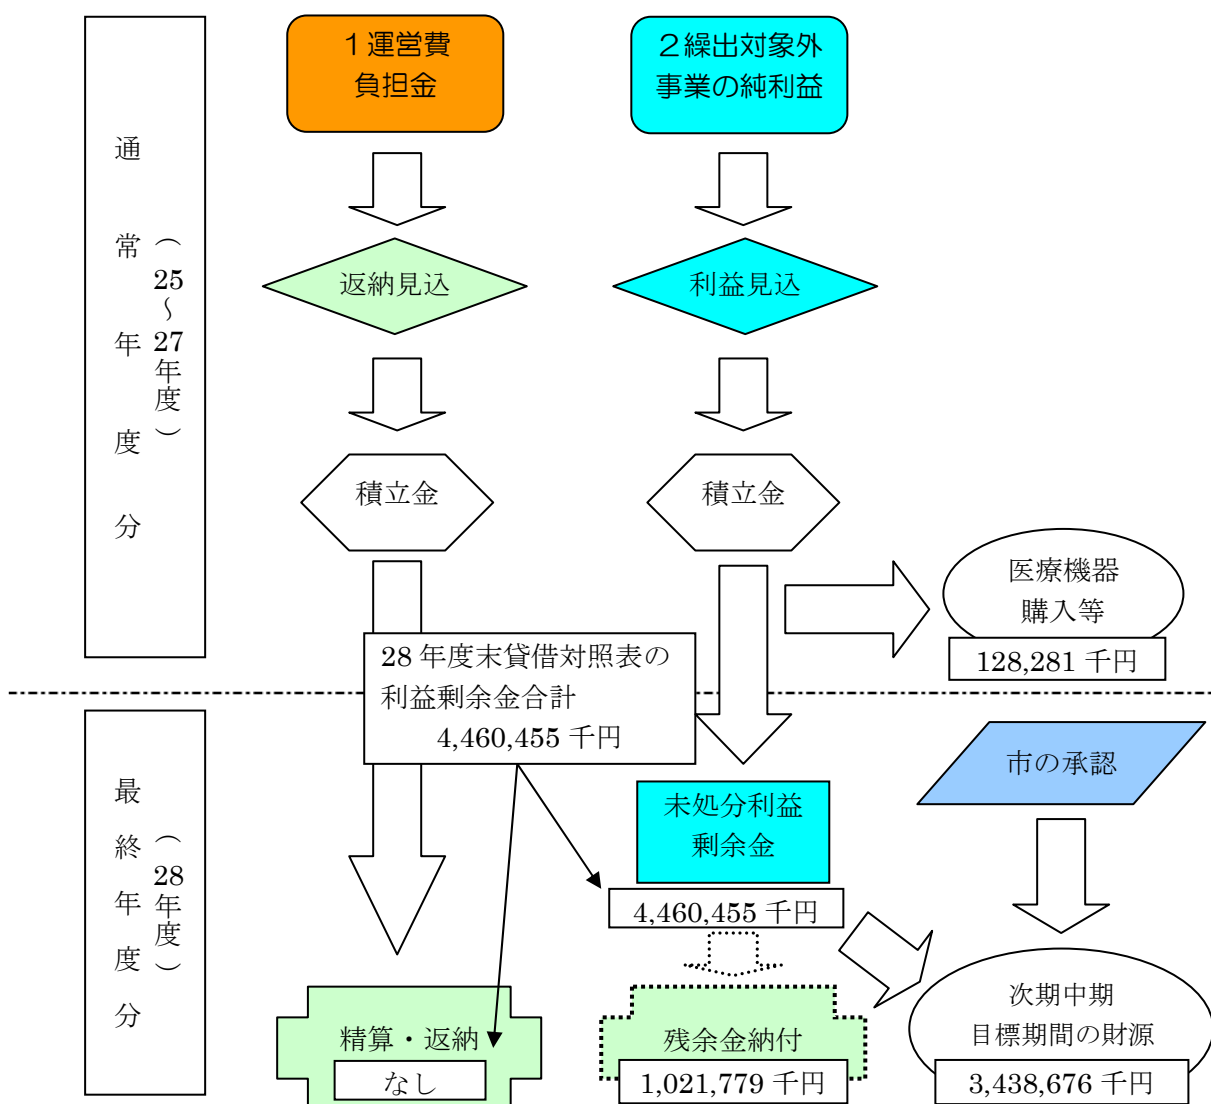 通常年度分
（25～27年度）
１運営費
負担金
２繰出対象外
事業の純利益
返納見込
利益見込
積立金
積立金
医療機器
購入等
128,281 千円
28 年度末貸借対照表の
利益剰余金合計
4,460,455 千円
最終年度分
（28年度）
市の承認
未処分利益
剰余金
4,460,455 千円
精算・返納
なし
残余金納付
1,021,779 千円
次期中期
目標期間の財源
3,438,676 千円